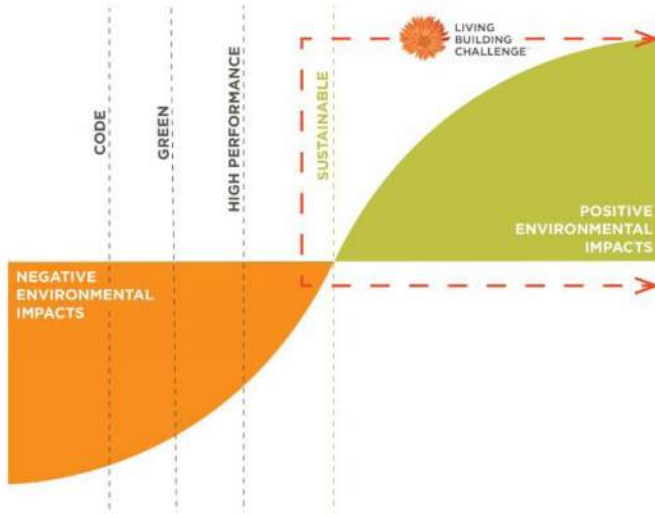 LIVING
BUILDING
CHALLENGE
CODE
GREEN
HIGH PERFORMANCE
SUSTAINABLE
POSITIVE
ENVIRONMENTAL
IMPACTS
NEGATIVE
ENVIRONMENTAL
IMPACTS